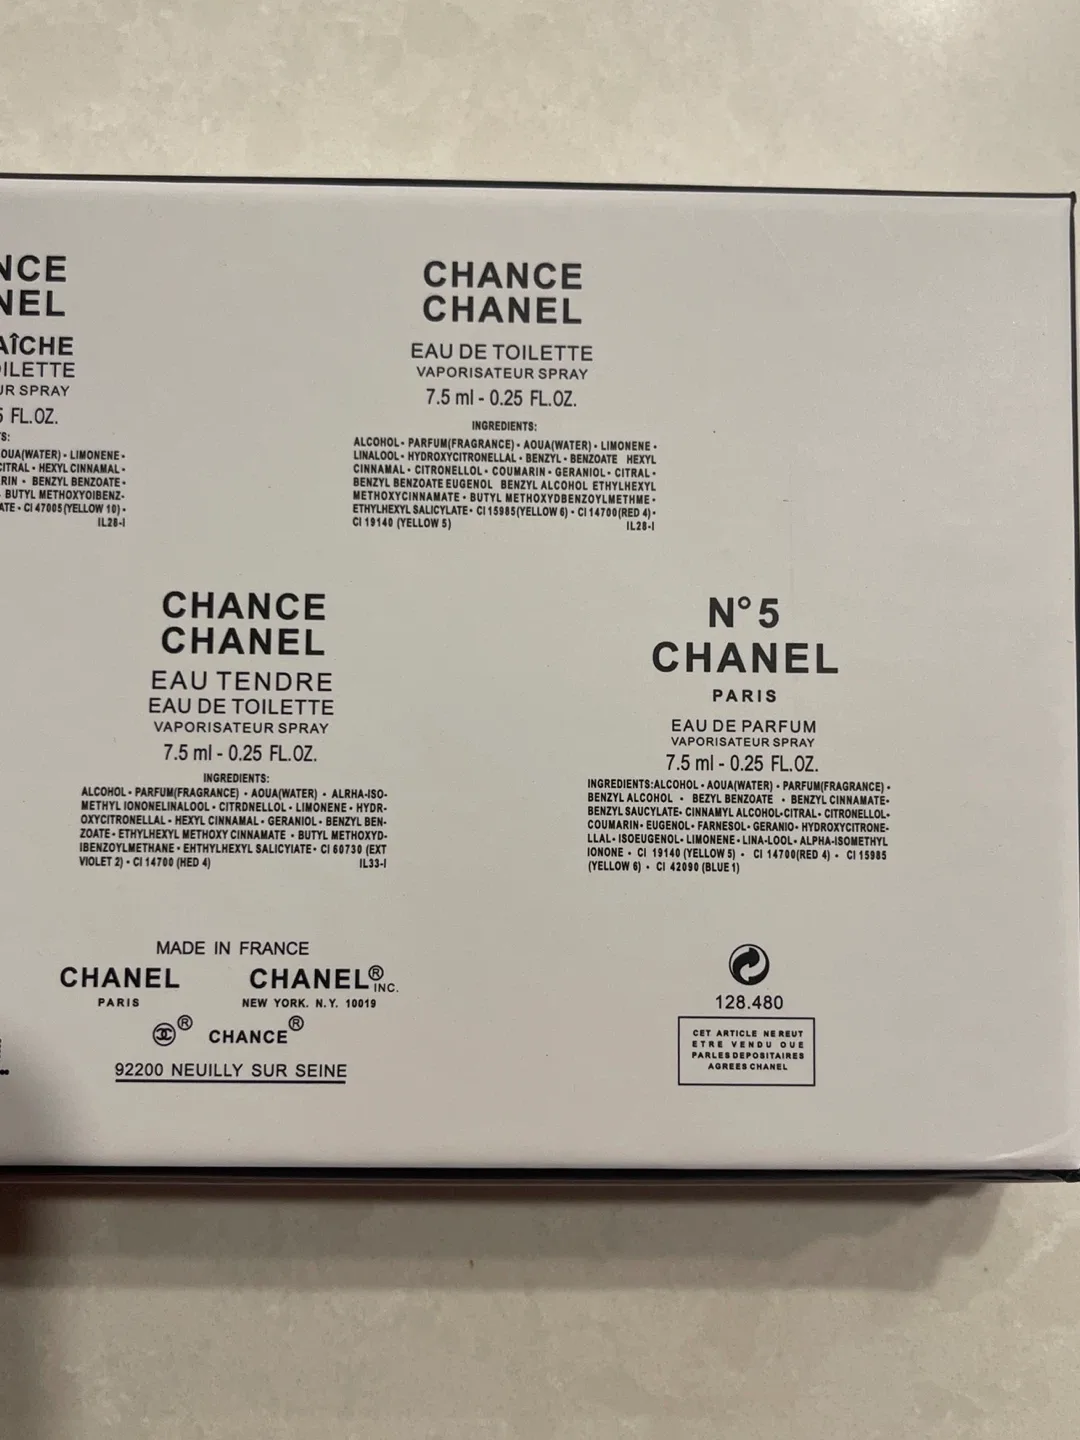 NCE
NEL
AÎCHE
ILETTE
UR SPRAY
5 FL.OZ.
S:
OUA(WATER) • LIMONENE •
CITRAL • HEXYL CINNAMAL •
RIN • BENZYL BENZOATE •
• BUTYL METHOXYOIBENZ-
ATE • CI 47005 (YELLOW 10) •
IL28-I
CHANCE
CHANEL
EAU DE TOILETTE
VAPORISATEUR SPRAY
7.5 ml - 0.25 FL.OZ.
INGREDIENTS:
ALCOHOL • PARFUM(FRAGRANCE) • AOUA(WATER) • LIMONENE •
LINALOOL • HYDROXYCITRONELLAL • BENZYL • BENZOATE HEXYL
CINNAMAL • CITRONELLOL • COUMARIN • GERANIOL • CITRAL •
BENZYL BENZOATE EUGENOL BENZYL ALCOHOL ETHYLHEXYL
METHOXYCINNAMATE • BUTYL METHOXYDBENZOYLMETHME •
ETHYLHEXYL SALICYLATE • CI 15985(YELLOW 6) • CI 14700(RED 4) •
CI 19140 (YELLOW 5) IL28-I
CHANCE
CHANEL
EAU TENDRE
EAU DE TOILETTE
VAPORISATEUR SPRAY
7.5 ml - 0.25 FL.OZ.
INGREDIENTS:
ALCOHOL • PARFUM(FRAGRANCE) • AOUA(WATER) • ALRHA-ISO-
METHYL IONONELINALOOL • CITRDNELLOL • LIMONENE • HYDR-
OXYCITRONELLAL • HEXYL CINNAMAL • GERANIOL • BENZYL BEN-
ZOATE • ETHYLHEXYL METHOXY CINNAMATE • BUTYL METHOXYD-
IBENZOYLMETHANE • EHTHYLHEXYL SALICYIATE • CI 60730 (EXT
VIOLET 2) • CI 14700 (HED 4) IL33-I
N° 5
CHANEL
PARIS
EAU DE PARFUM
VAPORISATEUR SPRAY
7.5 ml - 0.25 FL.OZ.
INGREDIENTS:ALCOHOL • AOUA(WATER) • PARFUM(FRAGRANCE) •
BENZYL ALCOHOL • BEZYL BENZOATE • BENZYL CINNAMATE•
BENZYL SAUCYLATE• CINNAMYL ALCOHOL•CITRAL• CITRONELLOL•
COUMARIN• EUGENOL• FARNESOL• GERANIO• HYDROXYCITRONE-
LLAL• ISOEUGENOL• LIMONENE• LINA-LOOL• ALPHA-ISOMETHYL
IONONE • CI 19140 (YELLOW 5) • CI 14700(RED 4) • CI 15985
(YELLOW 6) • CI 42090 (BLUE 1)
MADE IN FRANCE
CHANEL CHANEL® INC.
PARIS NEW YORK. N.Y. 10019
® CHANCE®
92200 NEUILLY SUR SEINE
128.480
CET ARTICLE NE REUT
ETRE VENDU OUE
PARLES DEPOSITAIRES
AGREES CHANEL